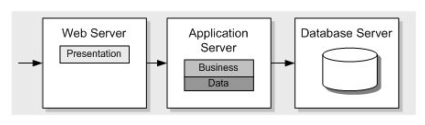 Web Server
Presentation
Application
Server
Business
Data
Database Server